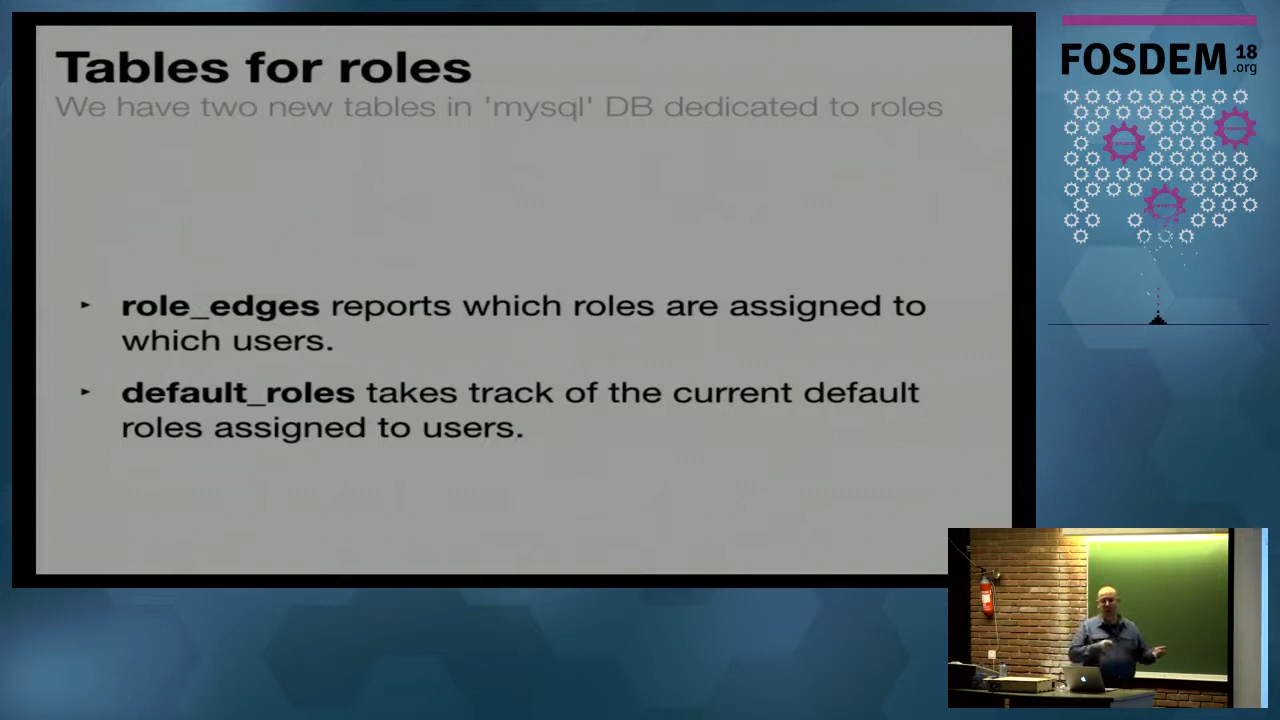 Tables for roles
We have two new tables in 'mysql' DB dedicated to roles
‣ role_edges reports which roles are assigned to
which users.
‣ default_roles takes track of the current default
roles assigned to users.
FOSDEM 18
.org